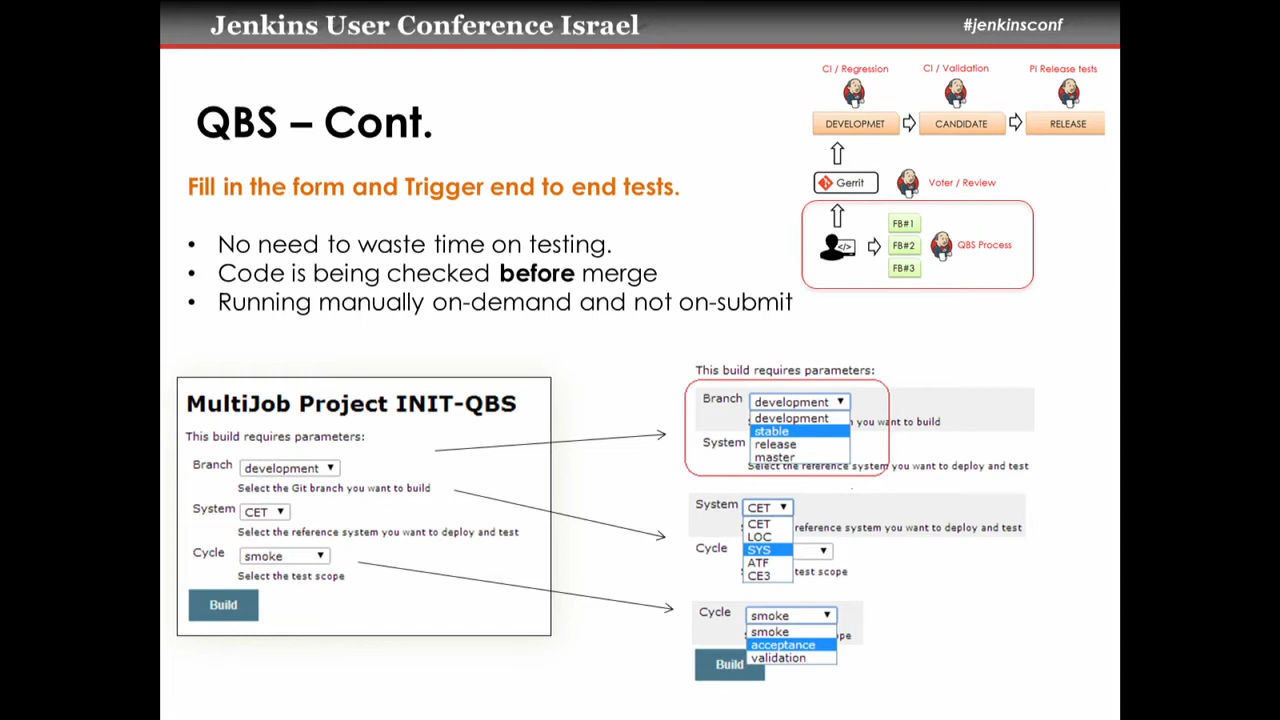 Jenkins User Conference Israel
#jenkinsconf
CI / Regression
CI / Validation
PI Release tests
QBS – Cont.
DEVELOPMET
CANDIDATE
RELEASE
Gerrit
Voter / Review
Fill in the form and Trigger end to end tests.
FB#1
FB#2
FB#3
QBS Process
• No need to waste time on testing.
• Code is being checked before merge
• Running manually on-demand and not on-submit
MultiJob Project INIT-QBS
This build requires parameters:
Branch development
Select the Git branch you want to build
System CET
Select the reference system you want to deploy and test
Cycle smoke
Select the test scope
Build
This build requires parameters:
Branch development
development
stable
release
master
you want to build
System
Select the reference system you want to deploy and test
System CET
CET
LOC
SYS
ATF
CE3
reference system you want to deploy and test
Cycle
test scope
Cycle smoke
smoke
acceptance
validation
Build